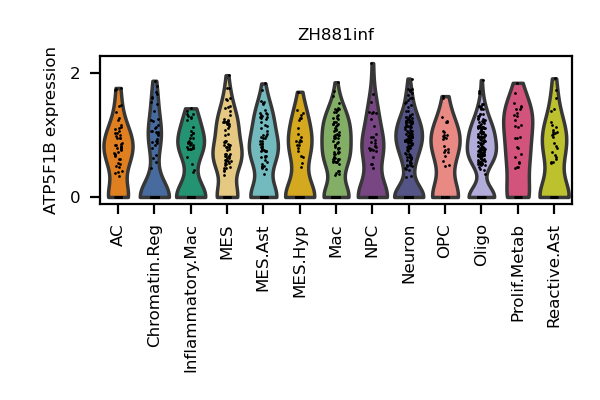 ZH881inf
ATP5F1B expression
2
0
AC
Chromatin.Reg
Inflammatory.Mac
MES
MES.Ast
MES.Hyp
Mac
NPC
Neuron
OPC
Oligo
Prolif.Metab
Reactive.Ast